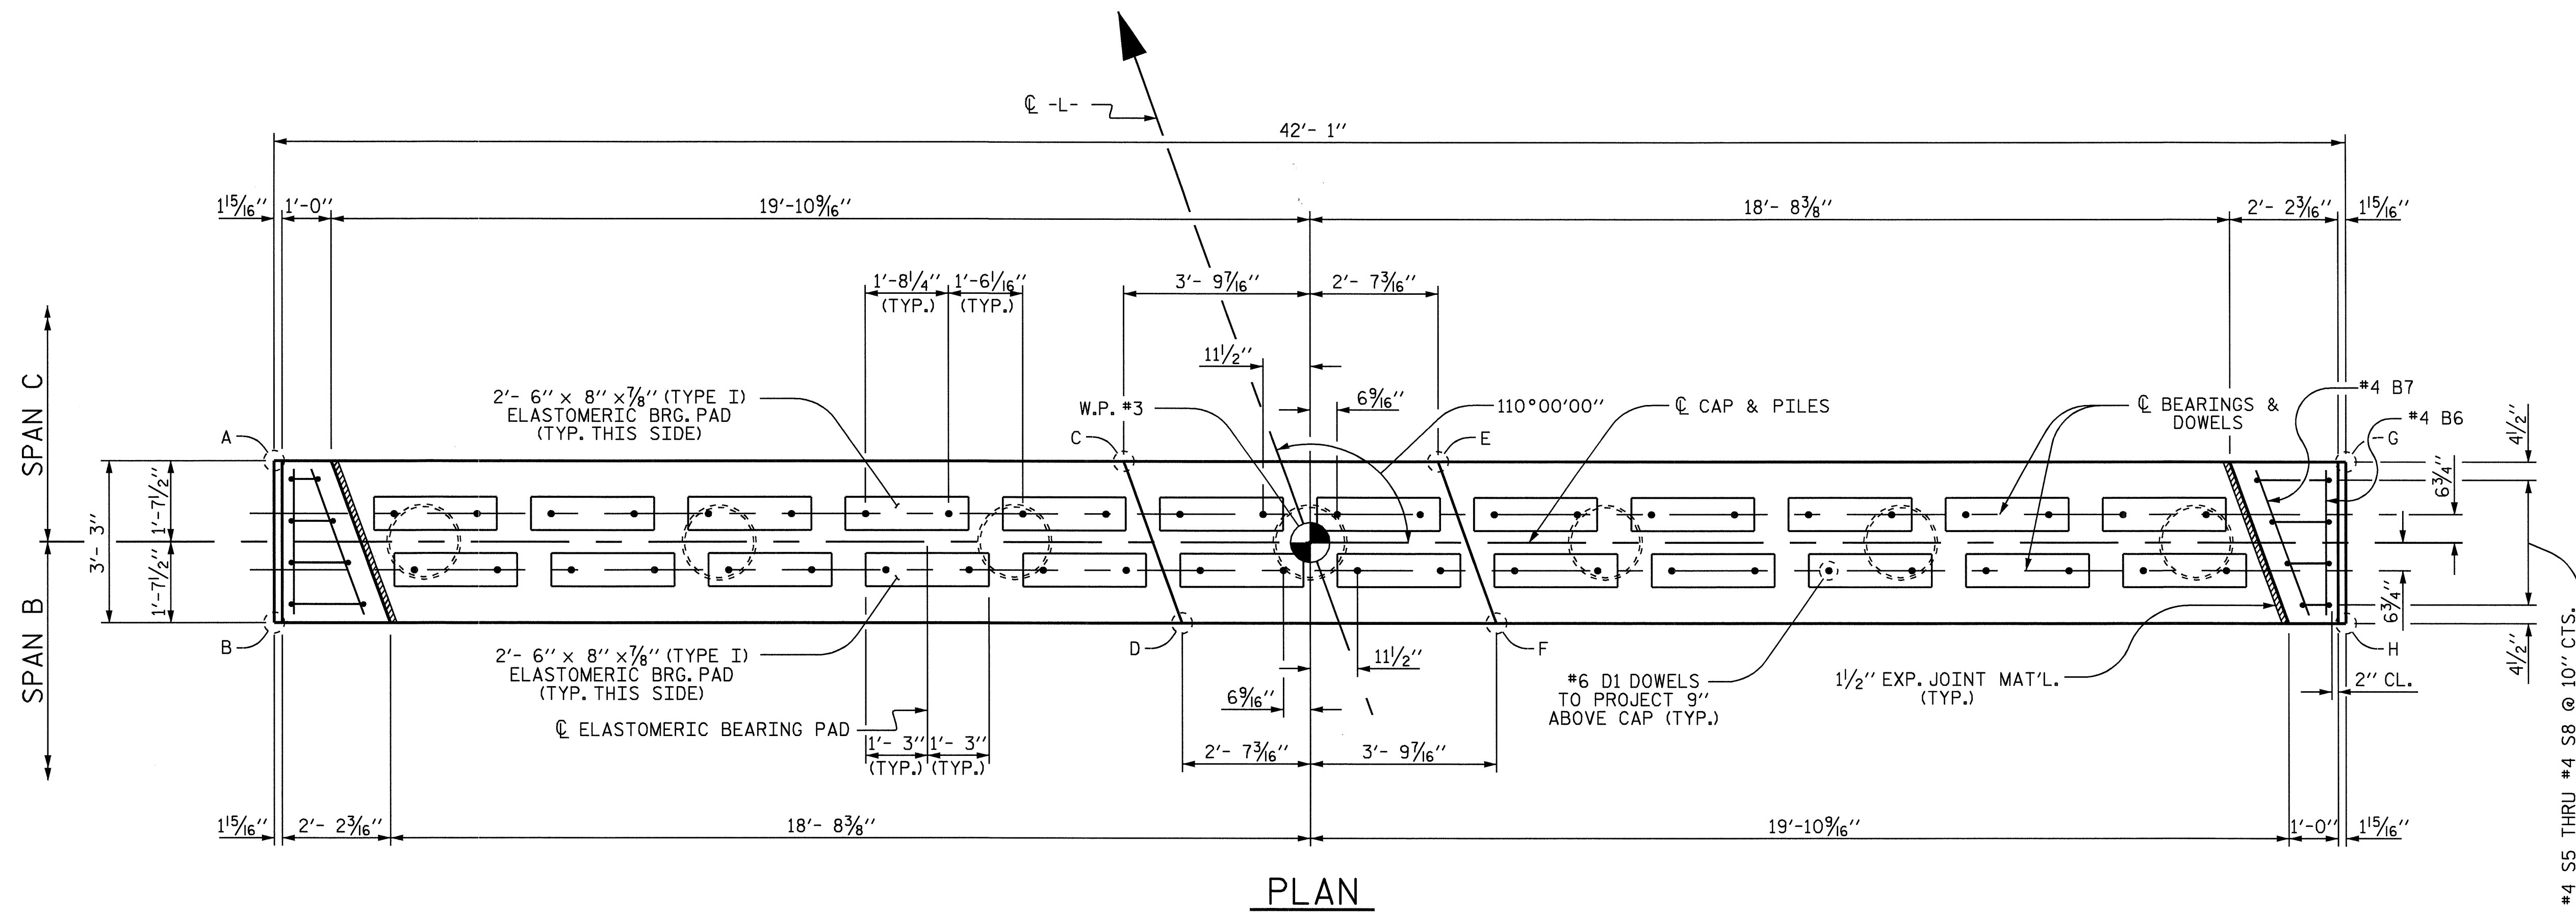 ℄ -L-
42'- 1"
1 15/16" 1'-0" 19'-10 9/16" 18'- 8 3/8" 2'- 2 3/16" 1 15/16"
1'-8 1/4" 1'-6 1/16" 3'- 9 7/16" 2'- 7 3/16"
(TYP.) (TYP.)
11 1/2"
2'- 6" x 8" x 7/8" (TYPE I)
ELASTOMERIC BRG. PAD
(TYP. THIS SIDE)
W.P. #3
6 9/16"
110°00'00"
℄ CAP & PILES
℄ BEARINGS &
DOWELS
#4 B7
#4 B6
A
C
E
G
SPAN C
SPAN B
3'- 3"
1'-7 1/2"
1'-7 1/2"
4 1/2"
6 3/4"
6 3/4"
4 1/2"
B
D
F
H
2'- 6" x 8" x 7/8" (TYPE I)
ELASTOMERIC BRG. PAD
(TYP. THIS SIDE)
℄ ELASTOMERIC BEARING PAD
11 1/2"
6 9/16"
#6 D1 DOWELS
TO PROJECT 9"
ABOVE CAP (TYP.)
1 1/2" EXP. JOINT MAT'L.
(TYP.)
2" CL.
#4 S5 THRU #4 S8 @ 10" CTS.
1'- 3" 1'- 3" 2'- 7 3/16" 3'- 9 7/16"
(TYP.) (TYP.)
1 15/16" 2'- 2 3/16" 18'- 8 3/8" 19'-10 9/16" 1'-0" 1 15/16"
PLAN